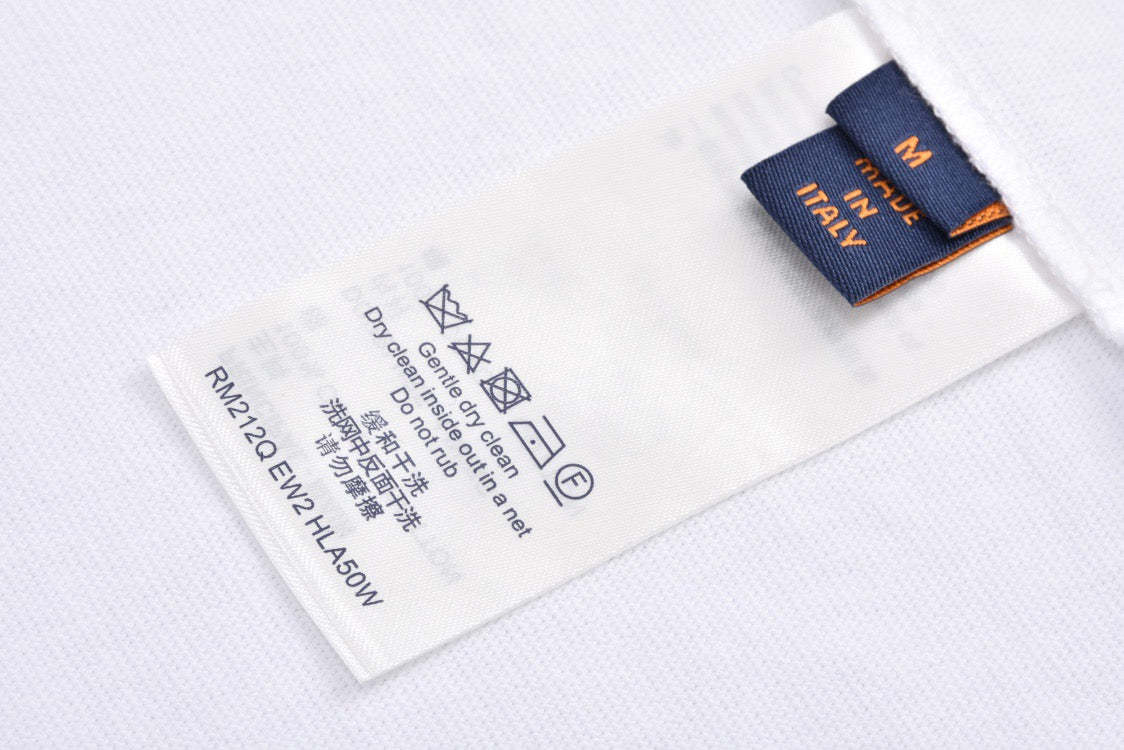 M
MADE
IN
ITALY
F
Gentle dry clean
Dry clean inside out in a net
Do not rub
缓和干洗
洗网中反面干洗
请勿摩擦
RM212Q EW2 HLA50W